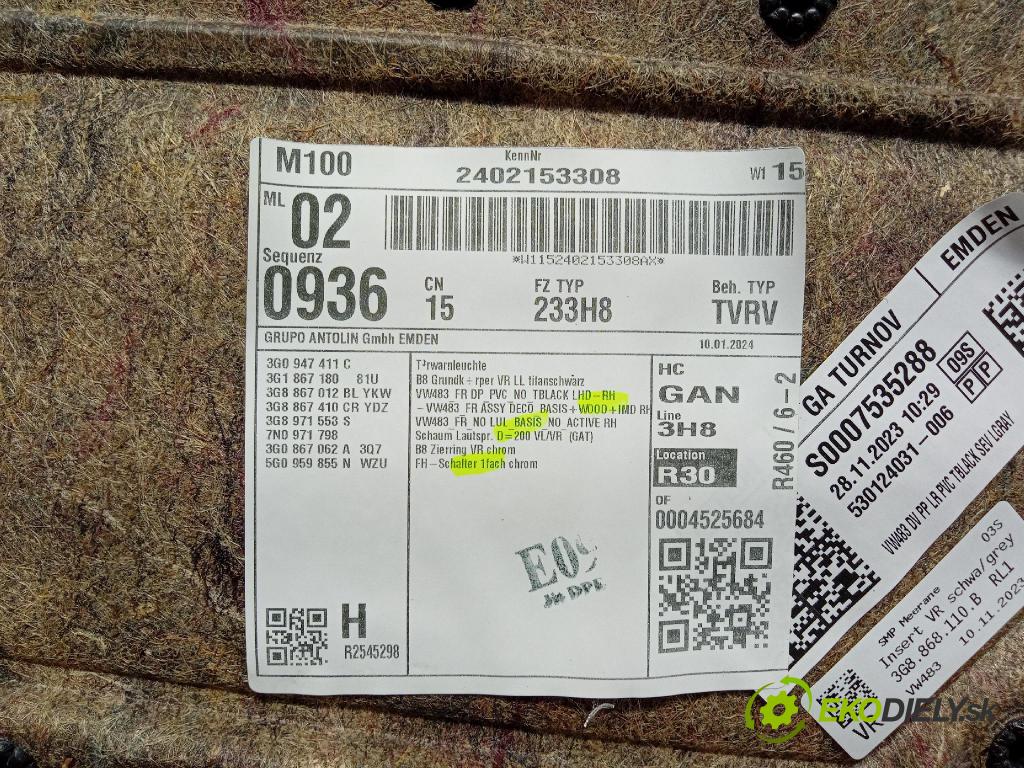 M100
KennNr
2402153308
W1 15
ML 02
*W1152402153308AX*
Sequenz
0936
CN
15
FZ TYP
233H8
Beh. TYP
TVRV
GRUPO ANTOLIN Gmbh EMDEN
10.01.2024
3G0 947 411 C
3G1 867 180 81U
3G8 867 012 BL YKW
3G8 867 410 CR YDZ
3G8 971 553 S
7N0 971 798
3G0 867 062 A 3Q7
5G0 959 855 N WZU
T³rwarnleuchte
B8 Grundk÷rper VR LL titanschwarz
VW483_FR DP_PVC_NO_TBLACK LHD-RH
-VW483_FR ASSY DECO_BASIS+WOOD+IMD RH
VW483_FR_NO LUL_BASIS_NO_ACTIVE RH
Schaum Lautspr. D=200 VL/VR (GAT)
B8 Zierring VR chrom
FH-Schalter 1fach chrom
HC
GAN
Line
3H8
Location
R30
R460/6-2
OF
0004525684
E09
H
R2545298
EMDEN
GA TURNOV
S0007535288
09S
28.11.2023 10:29
P P
530124031-006
VW483 DU PP LB PVC TBLACK SEV LGRAY
SMP Meerane 03S
Insert VR schwa/grey
3G8.868.110.B RL1
VW483 10.11.2023
VR
EKODIELY.sk